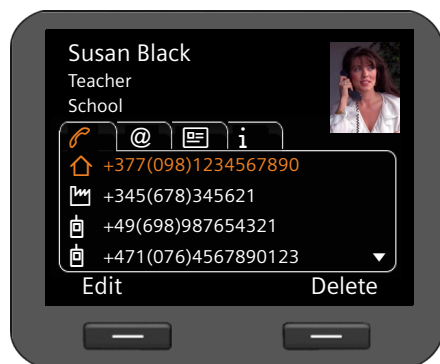 Susan Black
Teacher
School
@ i
+377(098)1234567890
+345(678)345621
+49(698)987654321
+471(076)4567890123
Edit Delete